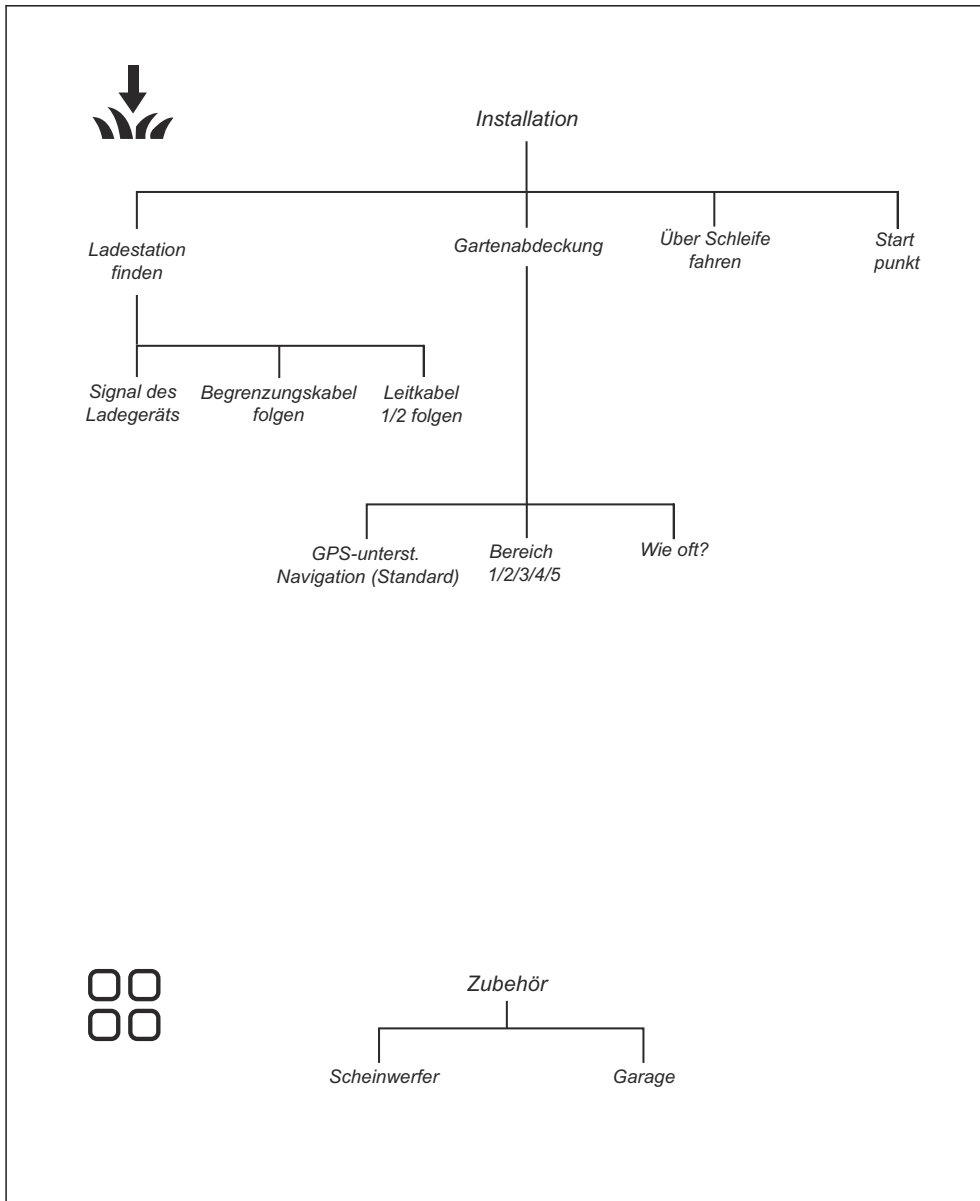 Installation
Ladestation
finden
Gartenabdeckung
Über Schleife
fahren
Start
punkt
Signal des
Ladegeräts
Begrenzungskabel
folgen
Leitkabel
1/2 folgen
GPS-unterst.
Navigation (Standard)
Bereich
1/2/3/4/5
Wie oft?
Zubehör
Scheinwerfer
Garage